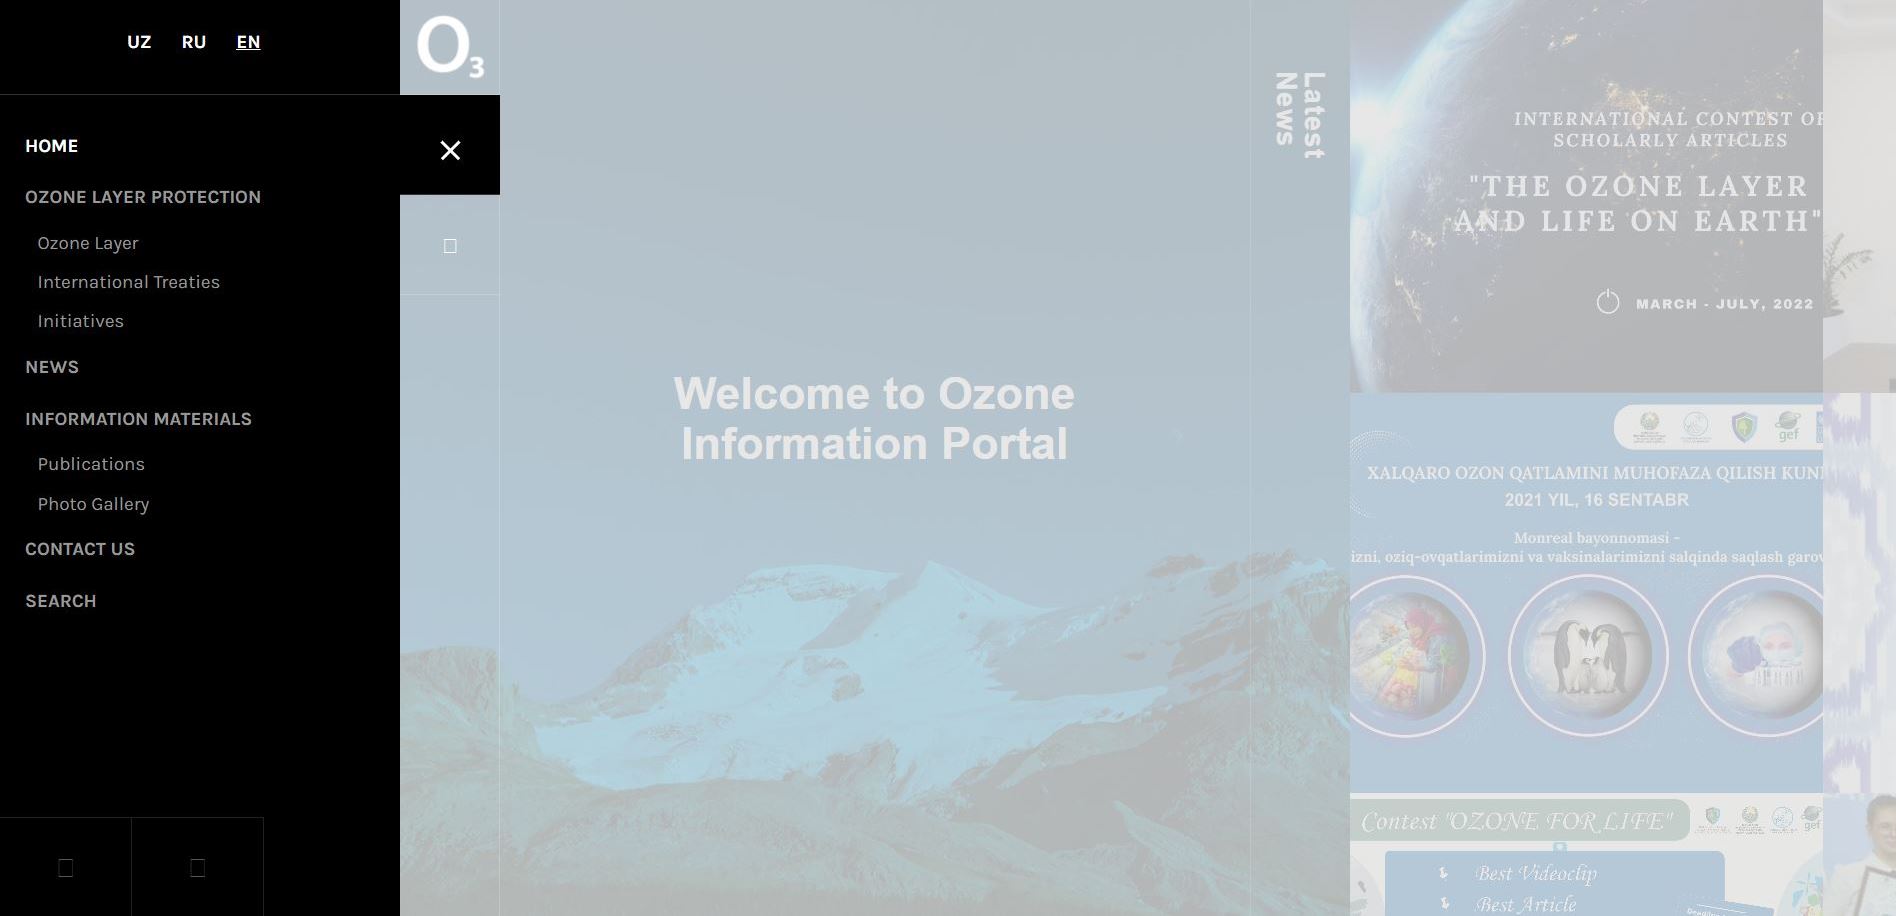 UZ RU EN
HOME
OZONE LAYER PROTECTION
Ozone Layer
International Treaties
Initiatives
NEWS
INFORMATION MATERIALS
Publications
Photo Gallery
CONTACT US
SEARCH
O3
Welcome to Ozone
Information Portal
Latest
News
INTERNATIONAL CONTEST OF
SCHOLARLY ARTICLES
"THE OZONE LAYER
AND LIFE ON EARTH"
MARCH - JULY, 2022
gef
XALQARO OZON QATLAMINI MUHOFAZA QILISH KUNI
2021 YIL, 16 SENTABR
Monreal bayonnomasi -
izni, oziq-ovqatlarimizni va vaksinalarimizni salqinda saqlash garov
Contest "OZONE FOR LIFE"
gef
Best Videoclip
Best Article